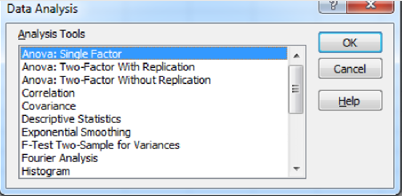 Data Analysis
?
Analysis Tools
Anova: Single Factor
Anova: Two-Factor With Replication
Anova: Two-Factor Without Replication
Correlation
Covariance
Descriptive Statistics
Exponential Smoothing
F-Test Two-Sample for Variances
Fourier Analysis
Histogram
OK
Cancel
Help